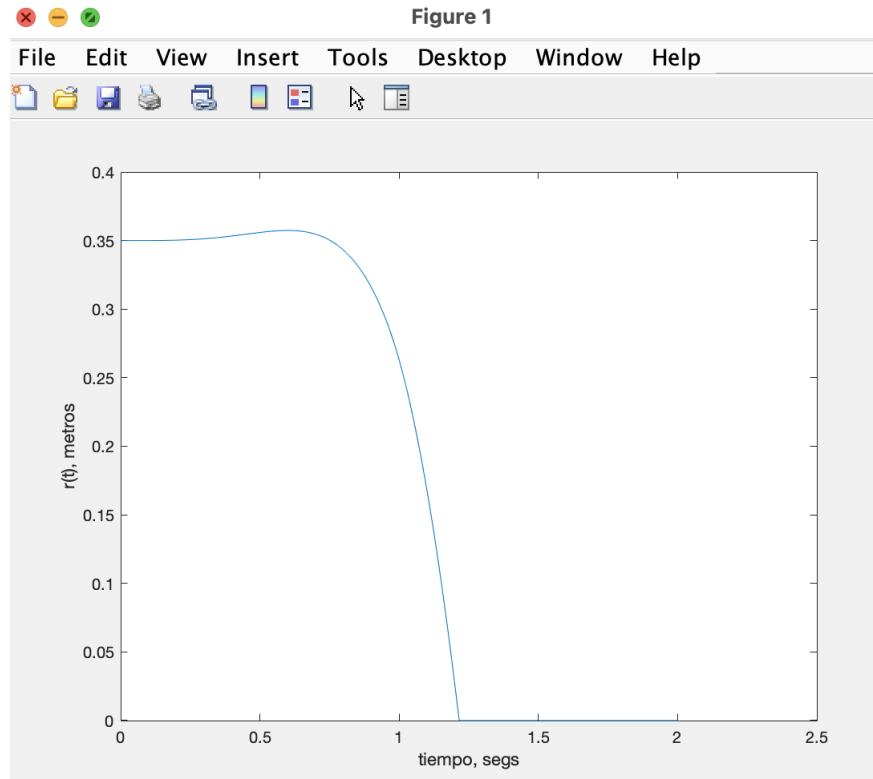 Figure 1
File Edit View Insert Tools Desktop Window Help
0.4
0.35
0.3
0.25
0.2
0.15
0.1
0.05
0
r(t), metros
0 0.5 1 1.5 2 2.5
tiempo, segs